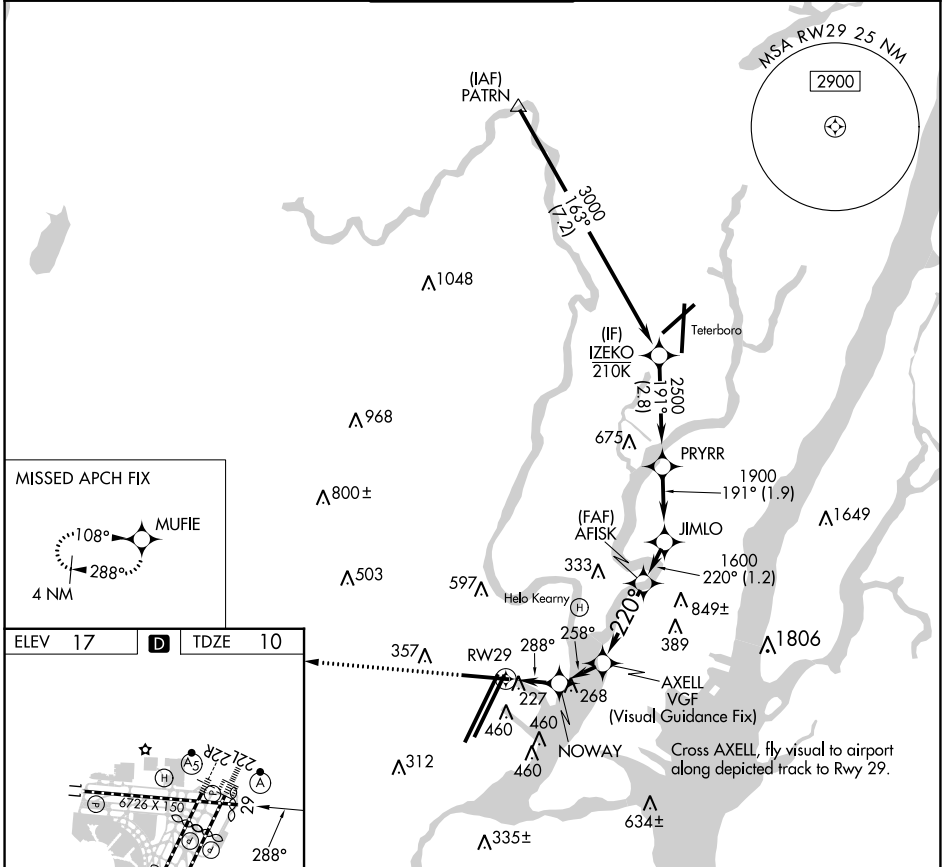 MSA RW29 25 NM
2900
(IAF)
PATRN
3000
163°
(7.2)
1048
Teterboro
(IF)
IZEKO
210K
2500
191°
(2.8)
968
675
PRYRR
1900
191° (1.9)
MISSED APCH FIX
MUFIE
108°
288°
4 NM
800±
(FAF)
AFISK
JIMLO
1649
1600
220° (1.2)
503
597
333
Helo Kearny
H
849±
220°
389
1806
ELEV 17
D
TDZE 10
357
RW29
288°
258°
227
268
AXELL
VGF
(Visual Guidance Fix)
460
460
460
NOWAY
Cross AXELL, fly visual to airport
along depicted track to Rwy 29.
312
634±
335±
H
A5
22R
22L
A
11
P
6726 X 150
29
P
P
288°